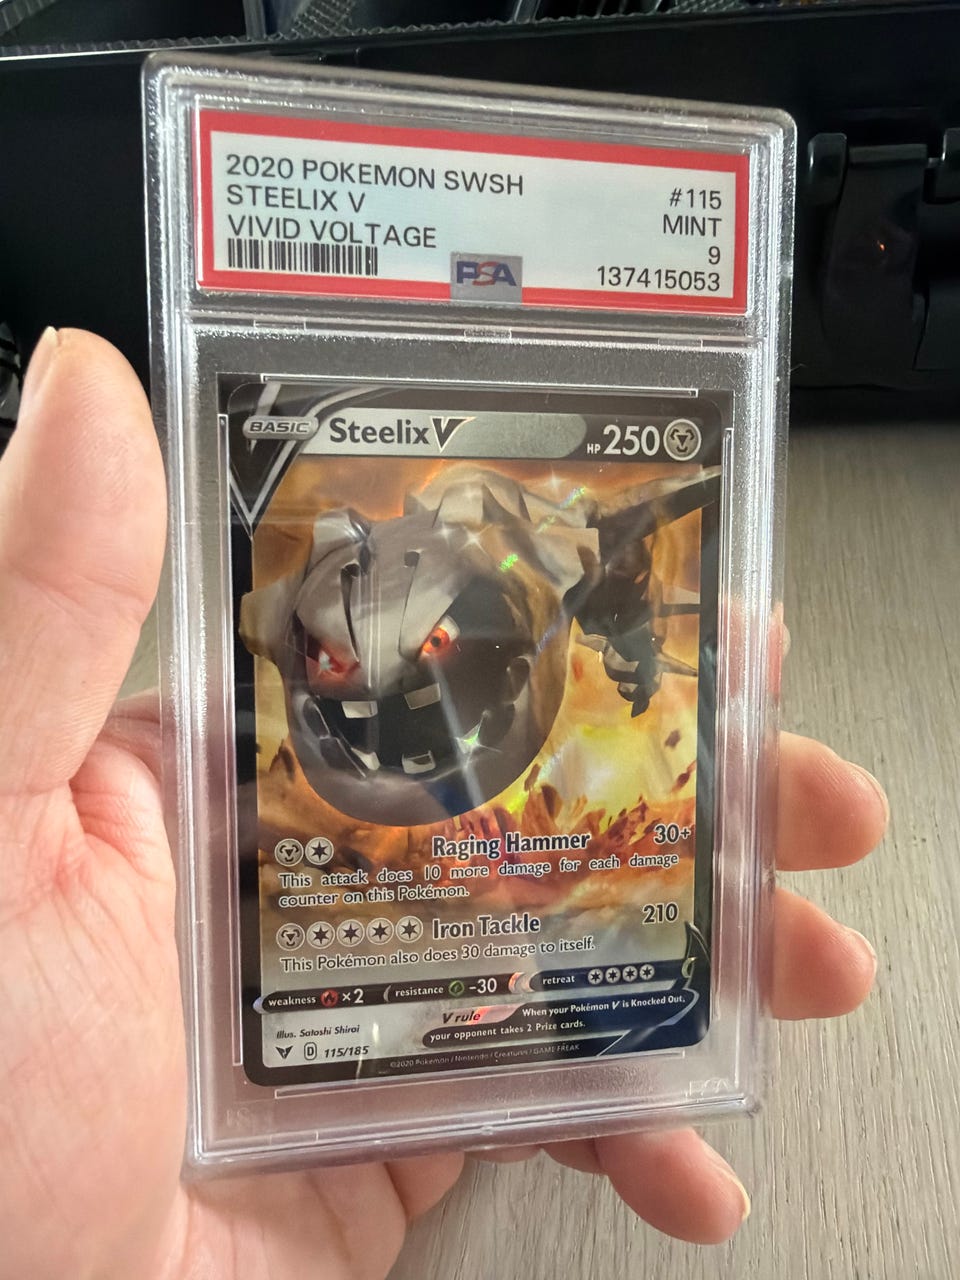 2020 POKEMON SWSH
STEELIX V
VIVID VOLTAGE
#115
MINT
9
137415053
PSA
BASIC Steelix V HP 250
Raging Hammer 30+
This attack does 10 more damage for each damage
counter on this Pokémon.
Iron Tackle 210
This Pokémon also does 30 damage to itself.
weakness ×2 resistance -30 retreat
V rule When your Pokémon V is Knocked Out,
your opponent takes 2 Prize cards.
Illus. Satoshi Shirai
D 115/185
©2020 Pokémon / Nintendo / Creatures / GAME FREAK